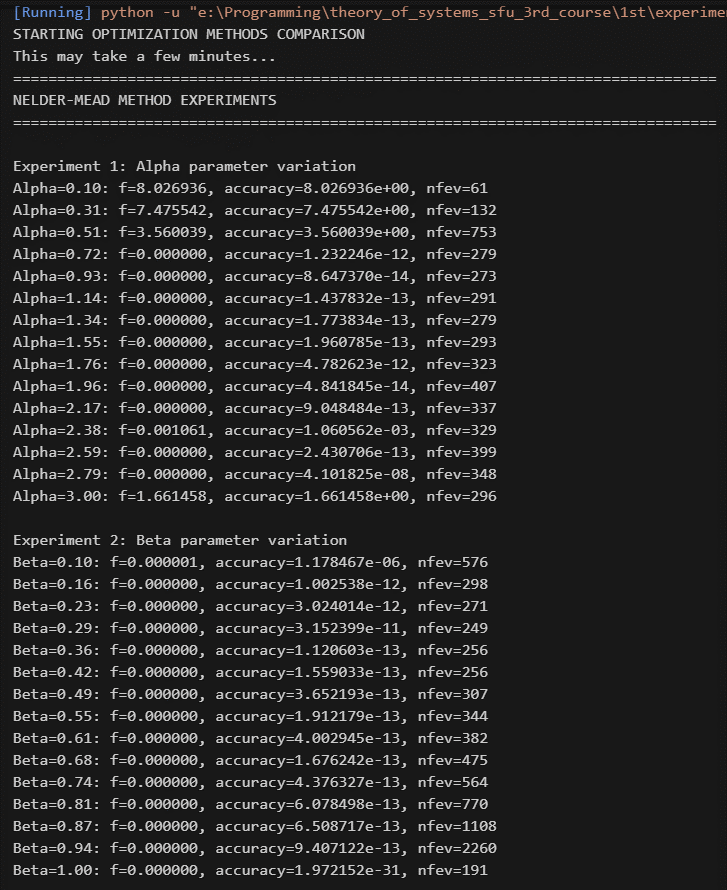 [Running] python -u "e:\Programming\theory_of_systems_sfu_3rd_course\1st\experime
STARTING OPTIMIZATION METHODS COMPARISON
This may take a few minutes...
================================================================================
NELDER-MEAD METHOD EXPERIMENTS
================================================================================
Experiment 1: Alpha parameter variation
Alpha=0.10: f=8.026936, accuracy=8.026936e+00, nfev=61
Alpha=0.31: f=7.475542, accuracy=7.475542e+00, nfev=132
Alpha=0.51: f=3.560039, accuracy=3.560039e+00, nfev=753
Alpha=0.72: f=0.000000, accuracy=1.232246e-12, nfev=279
Alpha=0.93: f=0.000000, accuracy=8.647370e-14, nfev=273
Alpha=1.14: f=0.000000, accuracy=1.437832e-13, nfev=291
Alpha=1.34: f=0.000000, accuracy=1.773834e-13, nfev=279
Alpha=1.55: f=0.000000, accuracy=1.960785e-13, nfev=293
Alpha=1.76: f=0.000000, accuracy=4.782623e-12, nfev=323
Alpha=1.96: f=0.000000, accuracy=4.841845e-14, nfev=407
Alpha=2.17: f=0.000000, accuracy=9.048484e-13, nfev=337
Alpha=2.38: f=0.001061, accuracy=1.060562e-03, nfev=329
Alpha=2.59: f=0.000000, accuracy=2.430706e-13, nfev=399
Alpha=2.79: f=0.000000, accuracy=4.101825e-08, nfev=348
Alpha=3.00: f=1.661458, accuracy=1.661458e+00, nfev=296
Experiment 2: Beta parameter variation
Beta=0.10: f=0.000001, accuracy=1.178467e-06, nfev=576
Beta=0.16: f=0.000000, accuracy=1.002538e-12, nfev=298
Beta=0.23: f=0.000000, accuracy=3.024014e-12, nfev=271
Beta=0.29: f=0.000000, accuracy=3.152399e-11, nfev=249
Beta=0.36: f=0.000000, accuracy=1.120603e-13, nfev=256
Beta=0.42: f=0.000000, accuracy=1.559033e-13, nfev=256
Beta=0.49: f=0.000000, accuracy=3.652193e-13, nfev=307
Beta=0.55: f=0.000000, accuracy=1.912179e-13, nfev=344
Beta=0.61: f=0.000000, accuracy=4.002945e-13, nfev=382
Beta=0.68: f=0.000000, accuracy=1.676242e-13, nfev=475
Beta=0.74: f=0.000000, accuracy=4.376327e-13, nfev=564
Beta=0.81: f=0.000000, accuracy=6.078498e-13, nfev=770
Beta=0.87: f=0.000000, accuracy=6.508717e-13, nfev=1108
Beta=0.94: f=0.000000, accuracy=9.407122e-13, nfev=2260
Beta=1.00: f=0.000000, accuracy=1.972152e-31, nfev=191